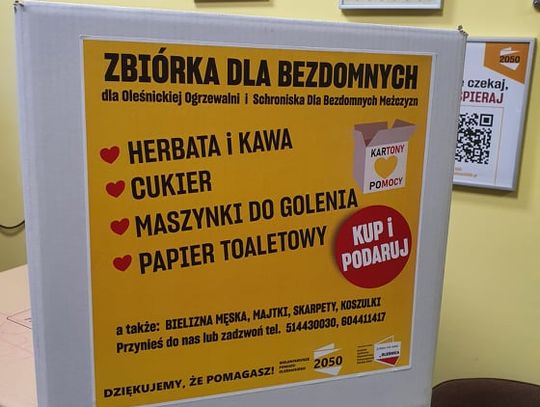 ZBIÓRKA DLA BEZDOMNYCH
dla Oleśnickiej Ogrzewalni i Schroniska Dla Bezdomnych Meżczyzn
HERBATA i KAWA
CUKIER
MASZYNKI DO GOLENIA
PAPIER TOALETOWY
KARTONY
POMOCY
KUP i
PODARUJ
a także: BIELIZNA MĘSKA, MAJTKI, SKARPETY, KOSZULKI
Przynieś do nas lub zadzwoń tel. 514430030, 604411417
DZIĘKUJEMY, ŻE POMAGASZ!
2050
2050
czekaj,
SPIERAJ